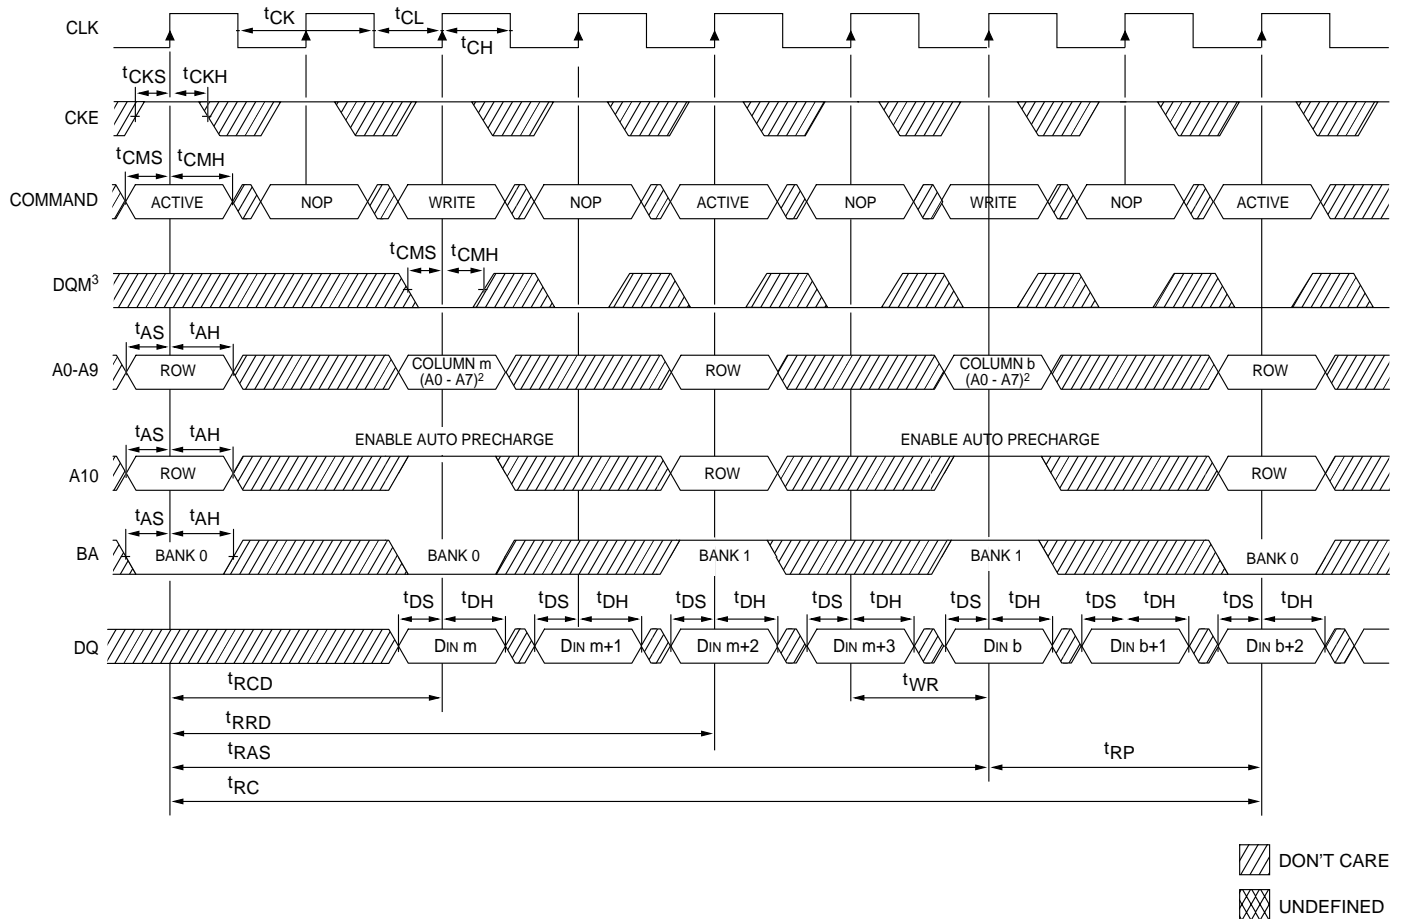 CLK tCK tCL
tCH
tCKS tCKH
CKE
tCMS tCMH
COMMAND ACTIVE NOP WRITE NOP ACTIVE NOP WRITE NOP ACTIVE
tCMS tCMH
DQM3
tAS tAH
A0-A9 ROW COLUMN m ROW COLUMN b ROW
(A0 - A7)2 (A0 - A7)2
tAS tAH ENABLE AUTO PRECHARGE ENABLE AUTO PRECHARGE
A10 ROW ROW ROW
tAS tAH
BA BANK 0 BANK 0 BANK 1 BANK 1 BANK 0
tDS tDH tDS tDH tDS tDH tDS tDH tDS tDH tDS tDH tDS tDH
DQ DIN m DIN m+1 DIN m+2 DIN m+3 DIN b DIN b+1 DIN b+2
tRCD tWR
tRRD
tRAS tRP
tRC
DON'T CARE
UNDEFINED